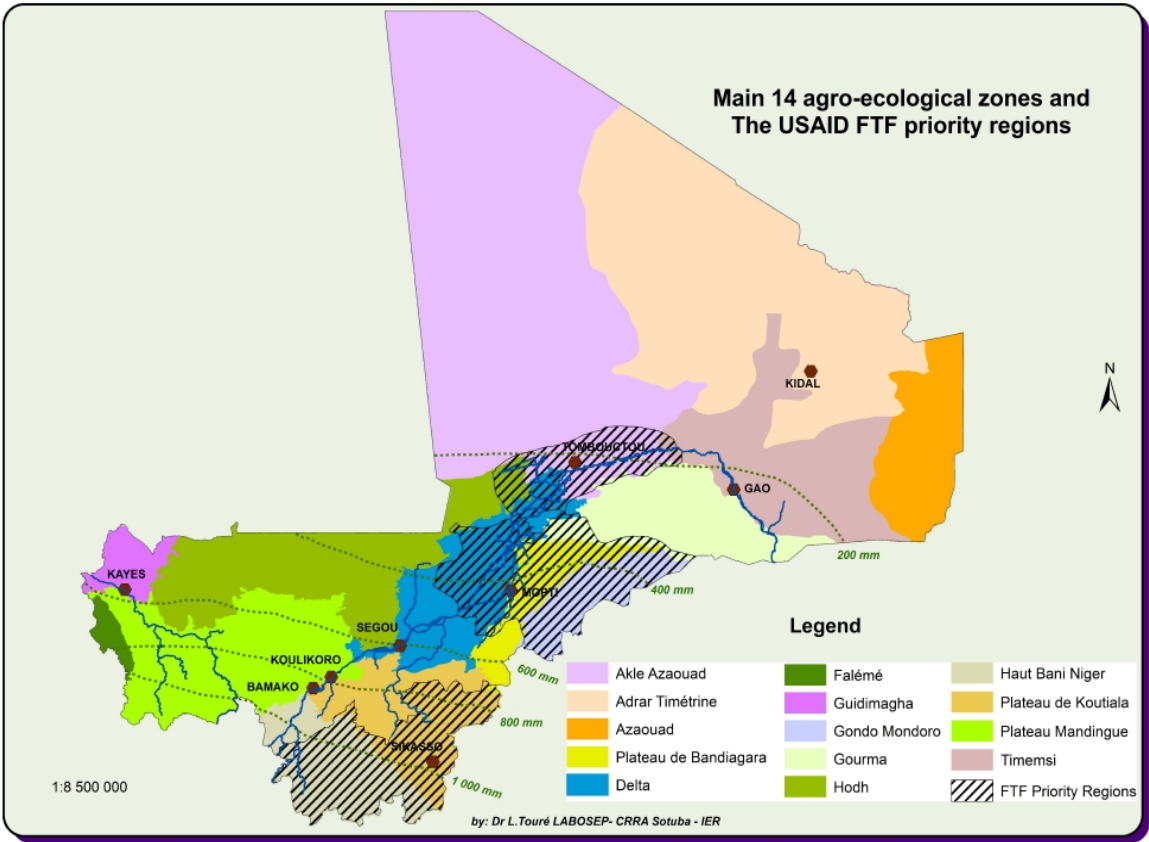 Main 14 agro-ecological zones and
The USAID FTF priority regions
N
KIDAL
TOMBOUCTOU
GAO
200 mm
KAYES
MOPTI
400 mm
SEGOU
KOULIKORO
BAMAKO
600 mm
800 mm
SIKASSO
1 000 mm
Legend
Akle Azaouad
Adrar Timétrine
Azaouad
Plateau de Bandiagara
Delta
Falémé
Guidimagha
Gondo Mondoro
Gourma
Hodh
Haut Bani Niger
Plateau de Koutiala
Plateau Mandingue
Timemsi
FTF Priority Regions
1:8 500 000
by: Dr L.Touré LABOSEP- CRRA Sotuba - IER